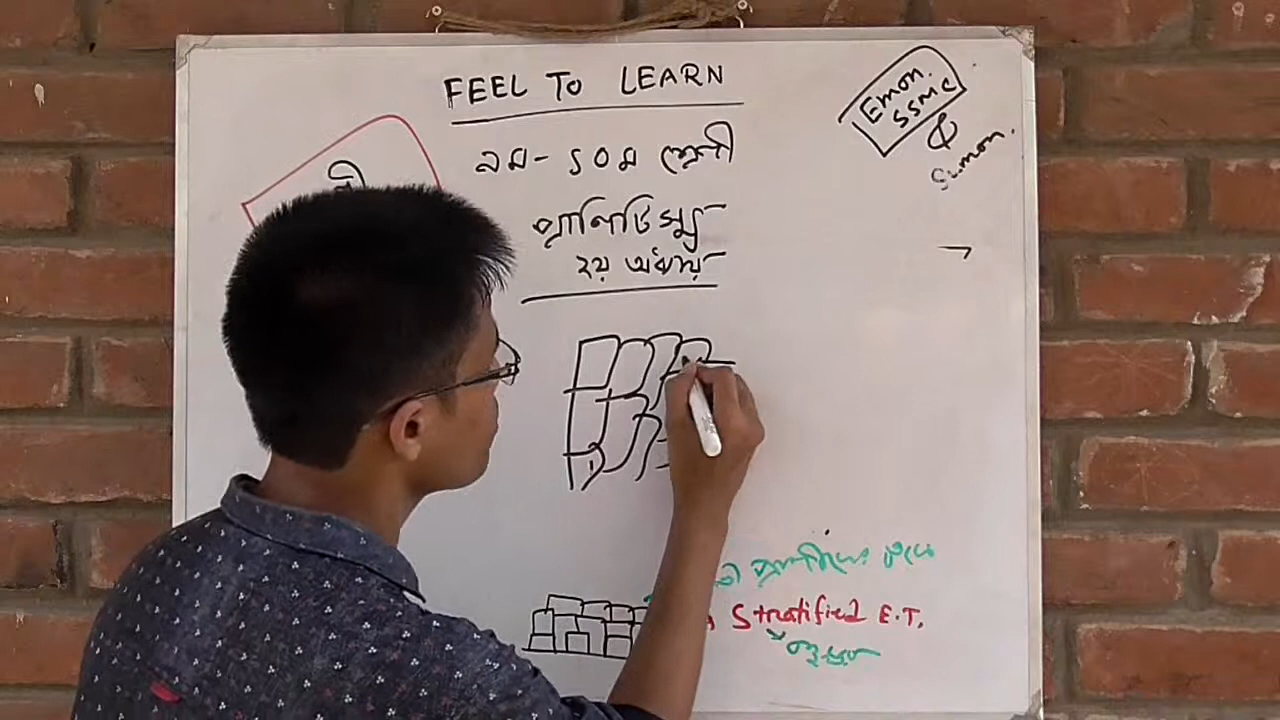 FEEL TO LEARN
৯ম-১০ম শ্রেণী
প্রানিটিস্যু
২য় অধ্যায়
Emon.
SSMC
&
Sumon.
Stratified E.T.